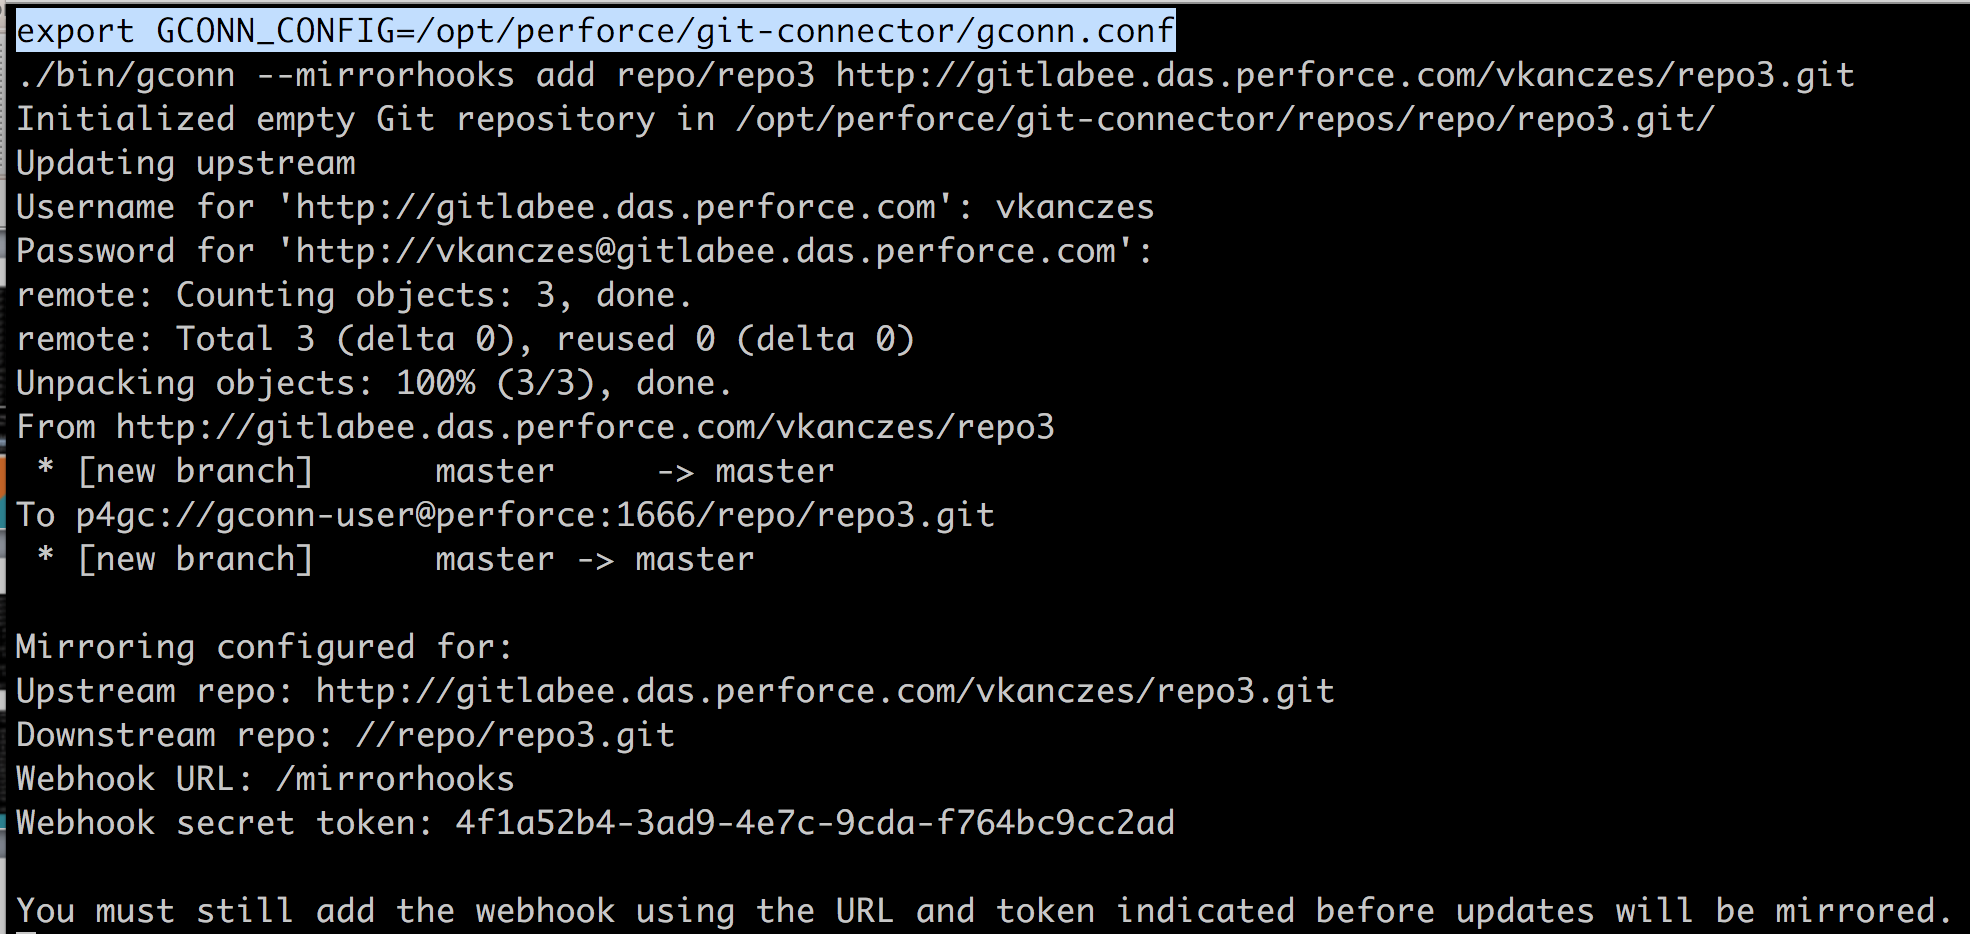 export GCONN_CONFIG=/opt/perforce/git-connector/gconn.conf
./bin/gconn --mirrorhooks add repo/repo3 http://gitlabee.das.perforce.com/vkanczes/repo3.git
Initialized empty Git repository in /opt/perforce/git-connector/repos/repo/repo3.git/
Updating upstream
Username for 'http://gitlabee.das.perforce.com': vkanczes
Password for 'http://vkanczes@gitlabee.das.perforce.com':
remote: Counting objects: 3, done.
remote: Total 3 (delta 0), reused 0 (delta 0)
Unpacking objects: 100% (3/3), done.
From http://gitlabee.das.perforce.com/vkanczes/repo3
 * [new branch]      master     -> master
To p4gc://gconn-user@perforce:1666/repo/repo3.git
 * [new branch]      master -> master
Mirroring configured for:
Upstream repo: http://gitlabee.das.perforce.com/vkanczes/repo3.git
Downstream repo: //repo/repo3.git
Webhook URL: /mirrorhooks
Webhook secret token: 4f1a52b4-3ad9-4e7c-9cda-f764bc9cc2ad
You must still add the webhook using the URL and token indicated before updates will be mirrored.